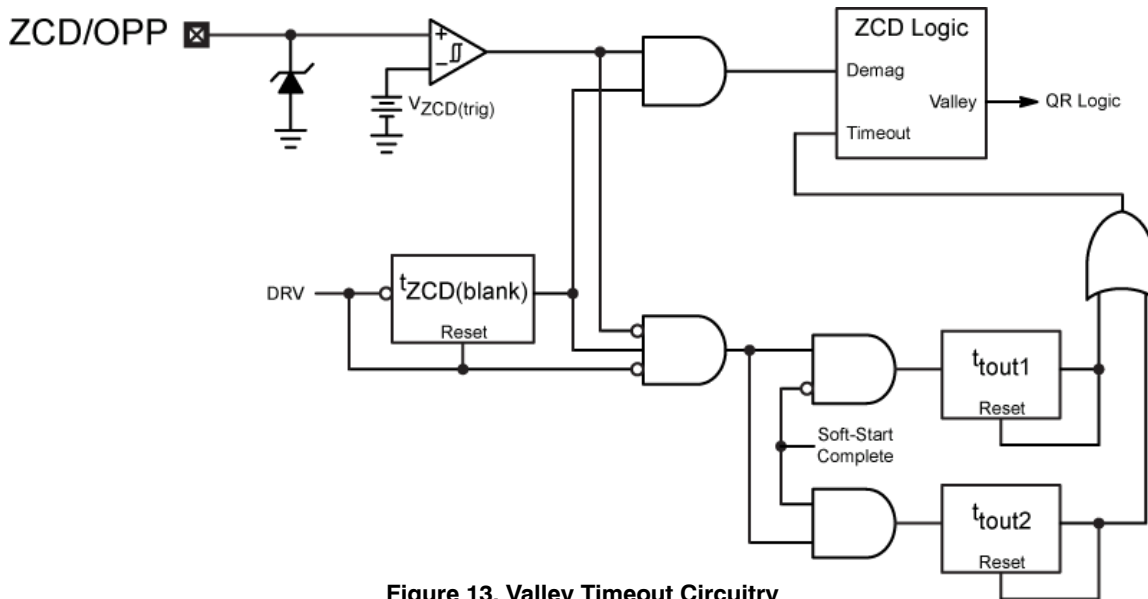 ZCD/OPP
VZCD(trig)
ZCD Logic
Demag
Valley
Timeout
QR Logic
DRV
tZCD(blank)
Reset
ttout1
Reset
Soft-Start
Complete
ttout2
Reset
Figure 13. Valley Timeout Circuitry